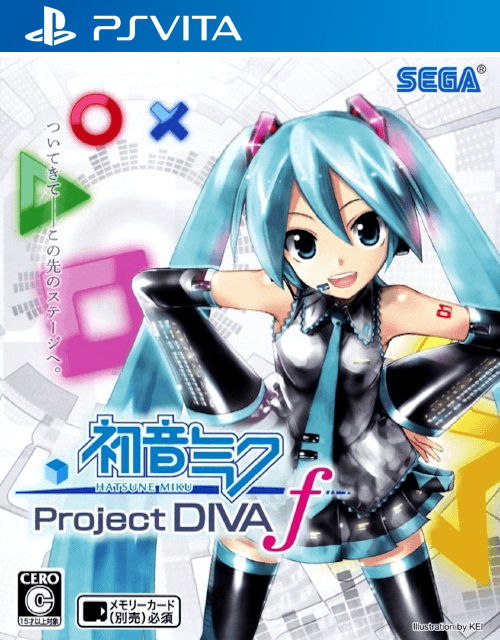 PSVITA
SEGA®
ついてきて──この先のステージへ。
初音ミク
HATSUNE MIKU
Project DIVA f
CERO
C
15才以上対象
メモリーカード
(別売)必須
Illustration by KEI